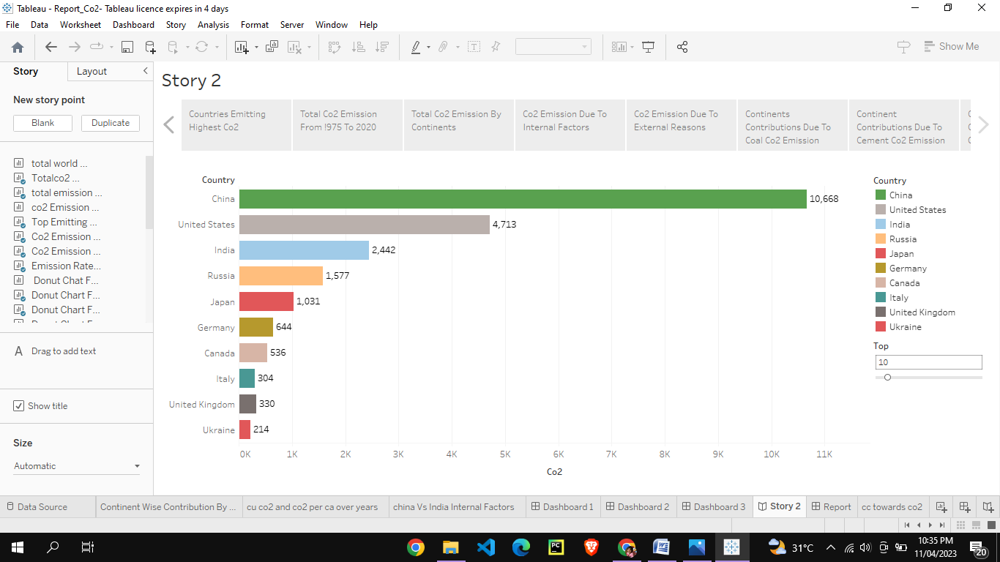 Tableau - Report_Co2- Tableau licence expires in 4 days
File Data Worksheet Dashboard Story Analysis Format Server Window Help
Show Me
Story Layout
New story point
Blank Duplicate
total world ...
Totalco2 ...
total emission ...
co2 Emission ...
Top Emitting ...
Co2 Emission ...
Co2 Emission ...
Emission Rate...
Donut Chat F...
Donut Chart F...
Donut Chart F...
A Drag to add text
Show title
Size
Automatic
Story 2
Countries Emitting
Highest Co2
Total Co2 Emission
From !975 To 2020
Total Co2 Emission By
Continents
Co2 Emission Due To
Internal Factors
Co2 Emission Due To
External Reasons
Continents
Contributions Due To
Coal Co2 Emission
Continent
Contributions Due To
Cement Co2 Emission
Country
China 10,668
United States 4,713
India 2,442
Russia 1,577
Japan 1,031
Germany 644
Canada 536
Italy 304
United Kingdom 330
Ukraine 214
0K 1K 2K 3K 4K 5K 6K 7K 8K 9K 10K 11K
Co2
Country
China
United States
India
Russia
Japan
Germany
Canada
Italy
United Kingdom
Ukraine
Top
10
Data Source Continent Wise Contribution By ... cu co2 and co2 per ca over years china Vs India Internal Factors Dashboard 1 Dashboard 2 Dashboard 3 Story 2 Report cc towards co2
PC
31°C
10:35 PM
11/04/2023
20